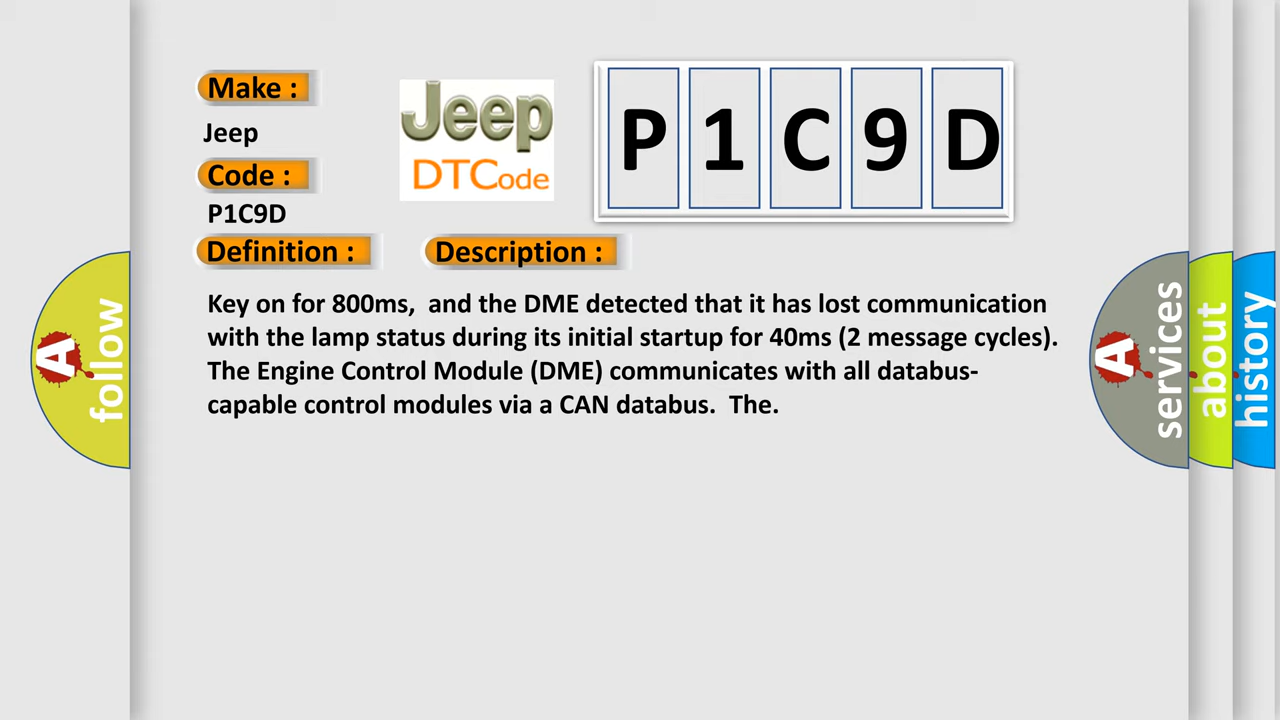 Make :
Jeep
Code :
P1C9D
Definition :
Description :
Jeep
DTCode
P 1 C 9 D
Key on for 800ms,  and the DME detected that it has lost communication
with the lamp status during its initial startup for 40ms (2 message cycles).
The Engine Control Module (DME) communicates with all databus-
capable control modules via a CAN databus  The.
A follow
A services
about
history